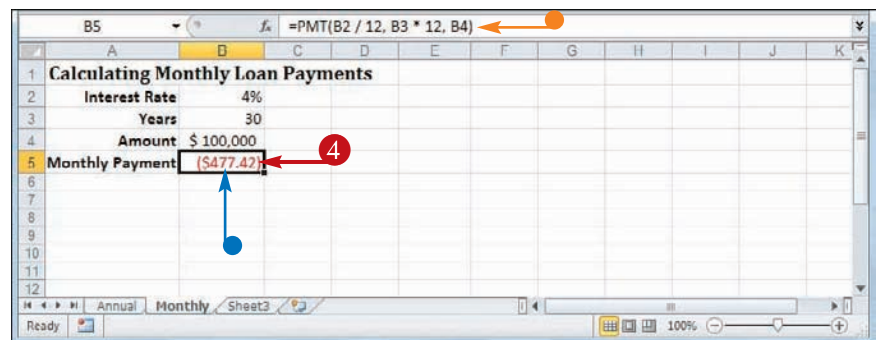 B5 fx =PMT(B2 / 12, B3 * 12, B4)
A B C D E F G H I J K
1 Calculating Monthly Loan Payments
2 Interest Rate 4%
3 Years 30
4 Amount $ 100,000
5 Monthly Payment ($477.42) 4
6
7
8
9
10
11
12
Annual Monthly Sheet3
Ready 100%